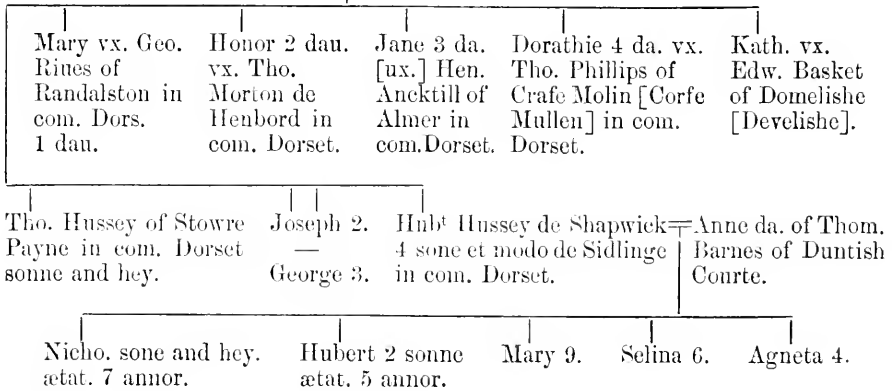 Mary vx. Geo.
Riues of
Randalston in
com. Dors.
1 dau.
Honor 2 dau.
vx. Tho.
Morton de
Henbord in
com. Dorset.
Jane 3 da.
[ux.] Hen.
Ancktill of
Almer in
com. Dorset.
Dorathie 4 da. vx.
Tho. Phillips of
Crafe Molin [Corfe
Mullen] in com.
Dorset.
Kath. vx.
Edw. Basket
of Domelishe
[Develishe].
Tho. Hussey of Stowre
Payne in com. Dorset
sonne and hey.
Joseph 2.
—
George 3.
Hubᵗ Hussey de Shapwick
4 sone et modo de Sidlinge
in com. Dorset.
Anne da. of Thom.
Barnes of Duntish
Courte.
Nicho. sone and hey.
ætat. 7 annor.
Hubert 2 sonne
ætat. 5 annor.
Mary 9.
Selina 6.
Agneta 4.